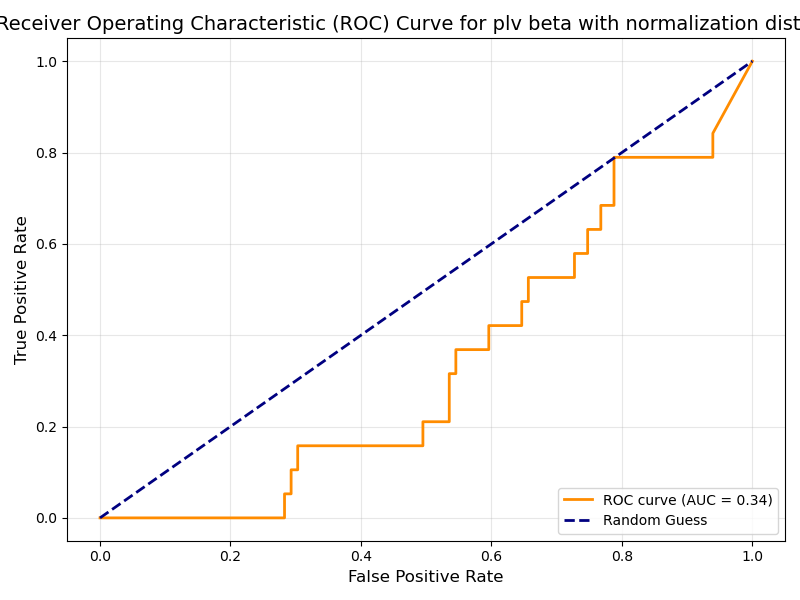 Receiver Operating Characteristic (ROC) Curve for plv beta with normalization dist
1.0
0.8
0.6
0.4
0.2
0.0
True Positive Rate
0.0 0.2 0.4 0.6 0.8 1.0
False Positive Rate
ROC curve (AUC = 0.34)
Random Guess